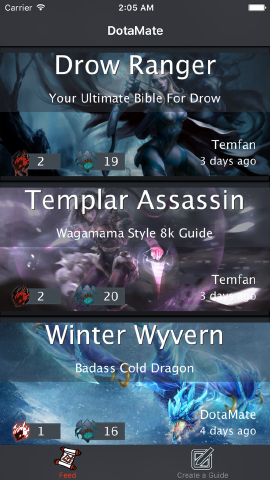 Carrier 2:05 AM
DotaMate
Drow Ranger
Your Ultimate Bible For Drow
Temfan
2 19 3 days ago
Templar Assassin
Wagamama Style 8k Guide
Temfan
2 20 3 days ago
Winter Wyvern
Badass Cold Dragon
DotaMate
1 16 4 days ago
Feed Create a Guide